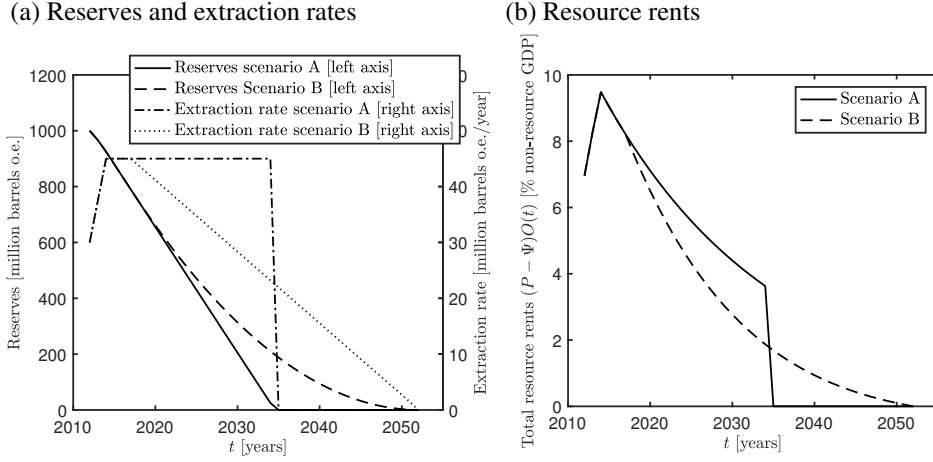 (a) Reserves and extraction rates
(b) Resource rents
Reserves scenario A [left axis]
Reserves Scenario B [left axis]
Extraction rate scenario A [right axis]
Extraction rate scenario B [right axis]
1200
1000
800
600
400
200
0
Reserves [million barrels o.e.]
0
0
40
30
20
10
0
Extraction rate [million barrels o.e./year]
2010
2020
2030
2040
2050
t [years]
Scenario A
Scenario B
10
8
6
4
2
0
Total resource rents (P − Ψ)O(t) [% non-resource GDP]
2010
2020
2030
2040
2050
t [years]